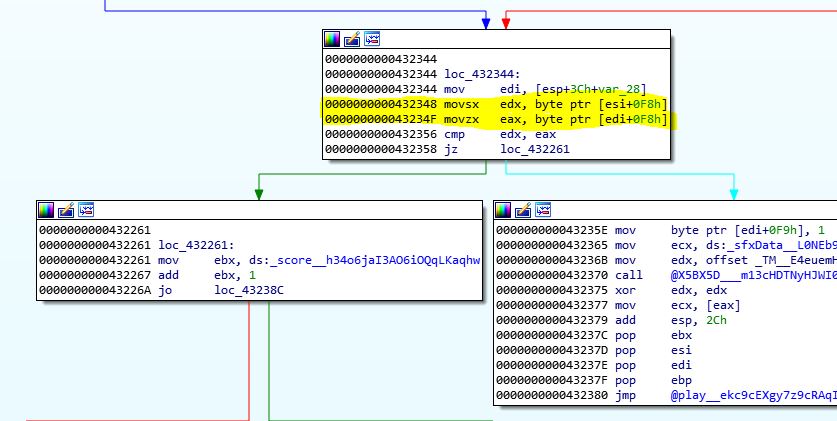 0000000000432344
0000000000432344 loc_432344:
0000000000432344 mov edi, [esp+3Ch+var_28]
0000000000432348 movsx edx, byte ptr [esi+0F8h]
000000000043234F movzx eax, byte ptr [edi+0F8h]
0000000000432356 cmp edx, eax
0000000000432358 jz loc_432261
0000000000432261
0000000000432261 loc_432261:
0000000000432261 mov ebx, ds:_score__h34o6jaI3AO6iOQqLKaqhw
0000000000432267 add ebx, 1
000000000043226A jo loc_43238C
000000000043235E mov byte ptr [edi+0F9h], 1
0000000000432365 mov ecx, ds:_sfxData__L0NEb9
000000000043236B mov edx, offset _TM__E4euemH
0000000000432370 call @X5BX5D___m13cHDTNyHJWI0
0000000000432375 xor edx, edx
0000000000432377 mov ecx, [eax]
0000000000432379 add esp, 2Ch
000000000043237C pop ebx
000000000043237D pop esi
000000000043237E pop edi
000000000043237F pop ebp
0000000000432380 jmp @play__ekc9cEXgy7z9cRAqI